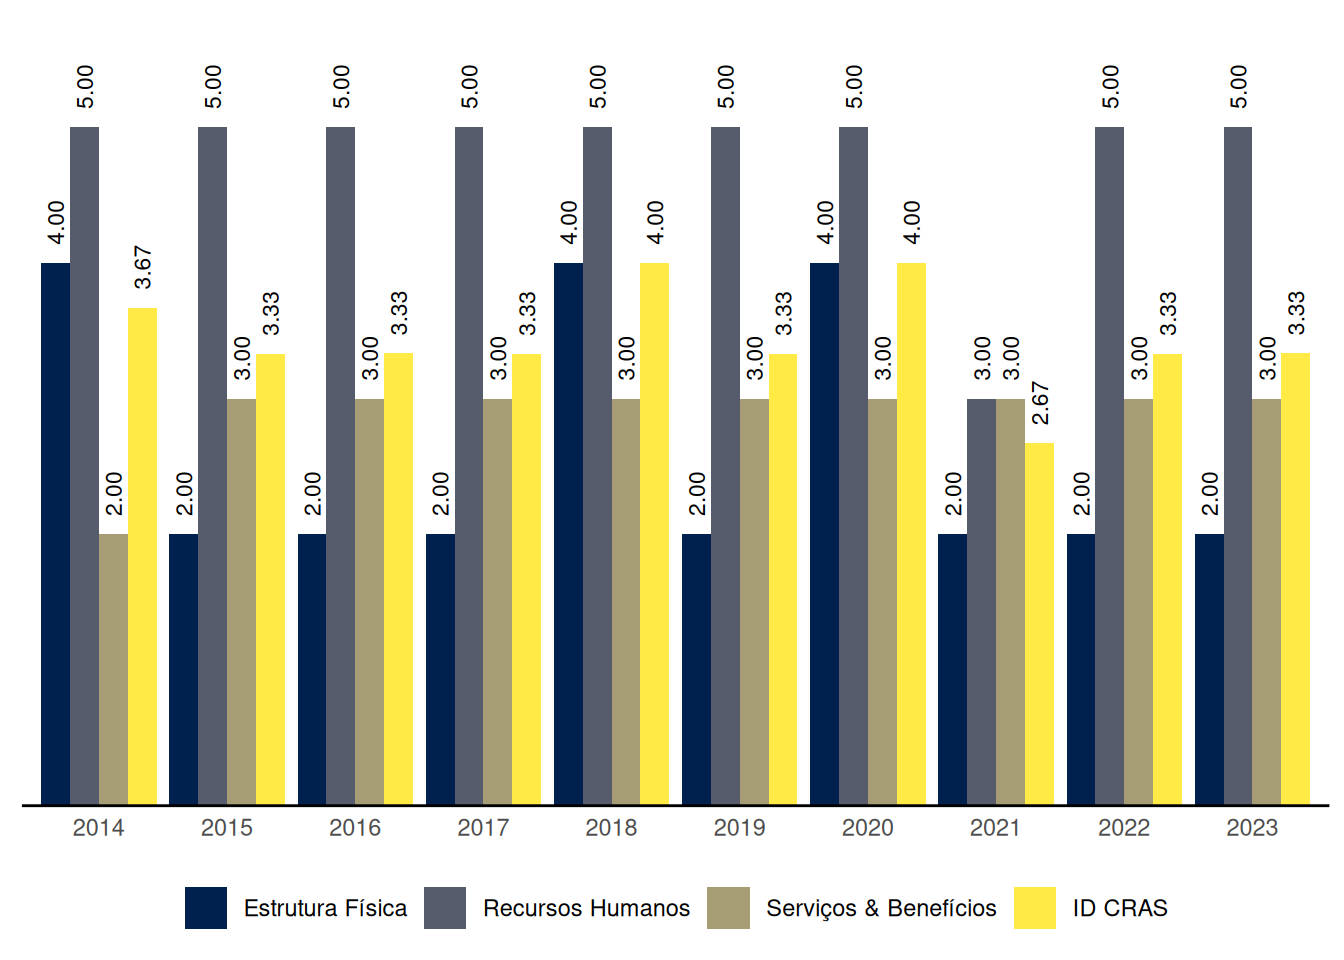 5.00 5.00 5.00 5.00 5.00 5.00 5.00 5.00 5.00
4.00 4.00 4.00 4.00 4.00
3.67
3.33 3.33 3.33 3.33 3.33 3.33
3.00 3.00 3.00 3.00 3.00 3.00 3.00 3.00 3.00 3.00
2.67
2.00 2.00 2.00 2.00 2.00 2.00 2.00 2.00
2014 2015 2016 2017 2018 2019 2020 2021 2022 2023
Estrutura Física Recursos Humanos Serviços & Benefícios ID CRAS